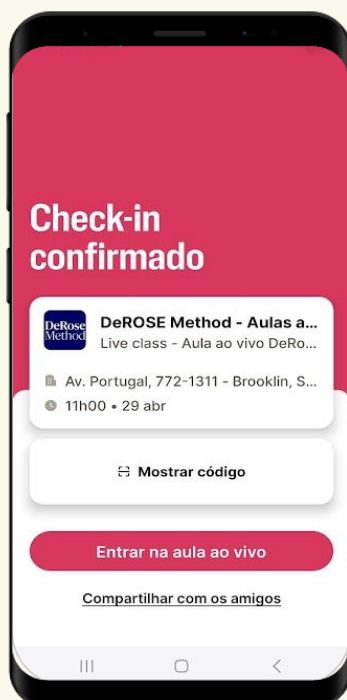 Check-in
confirmado
DeROSE Method - Aulas a...
DeRose
Method
Live class - Aula ao vivo DeRo...
Av. Portugal, 772-1311 - Brooklin, S...
11h00 • 29 abr
Mostrar código
Entrar na aula ao vivo
Compartilhar com os amigos